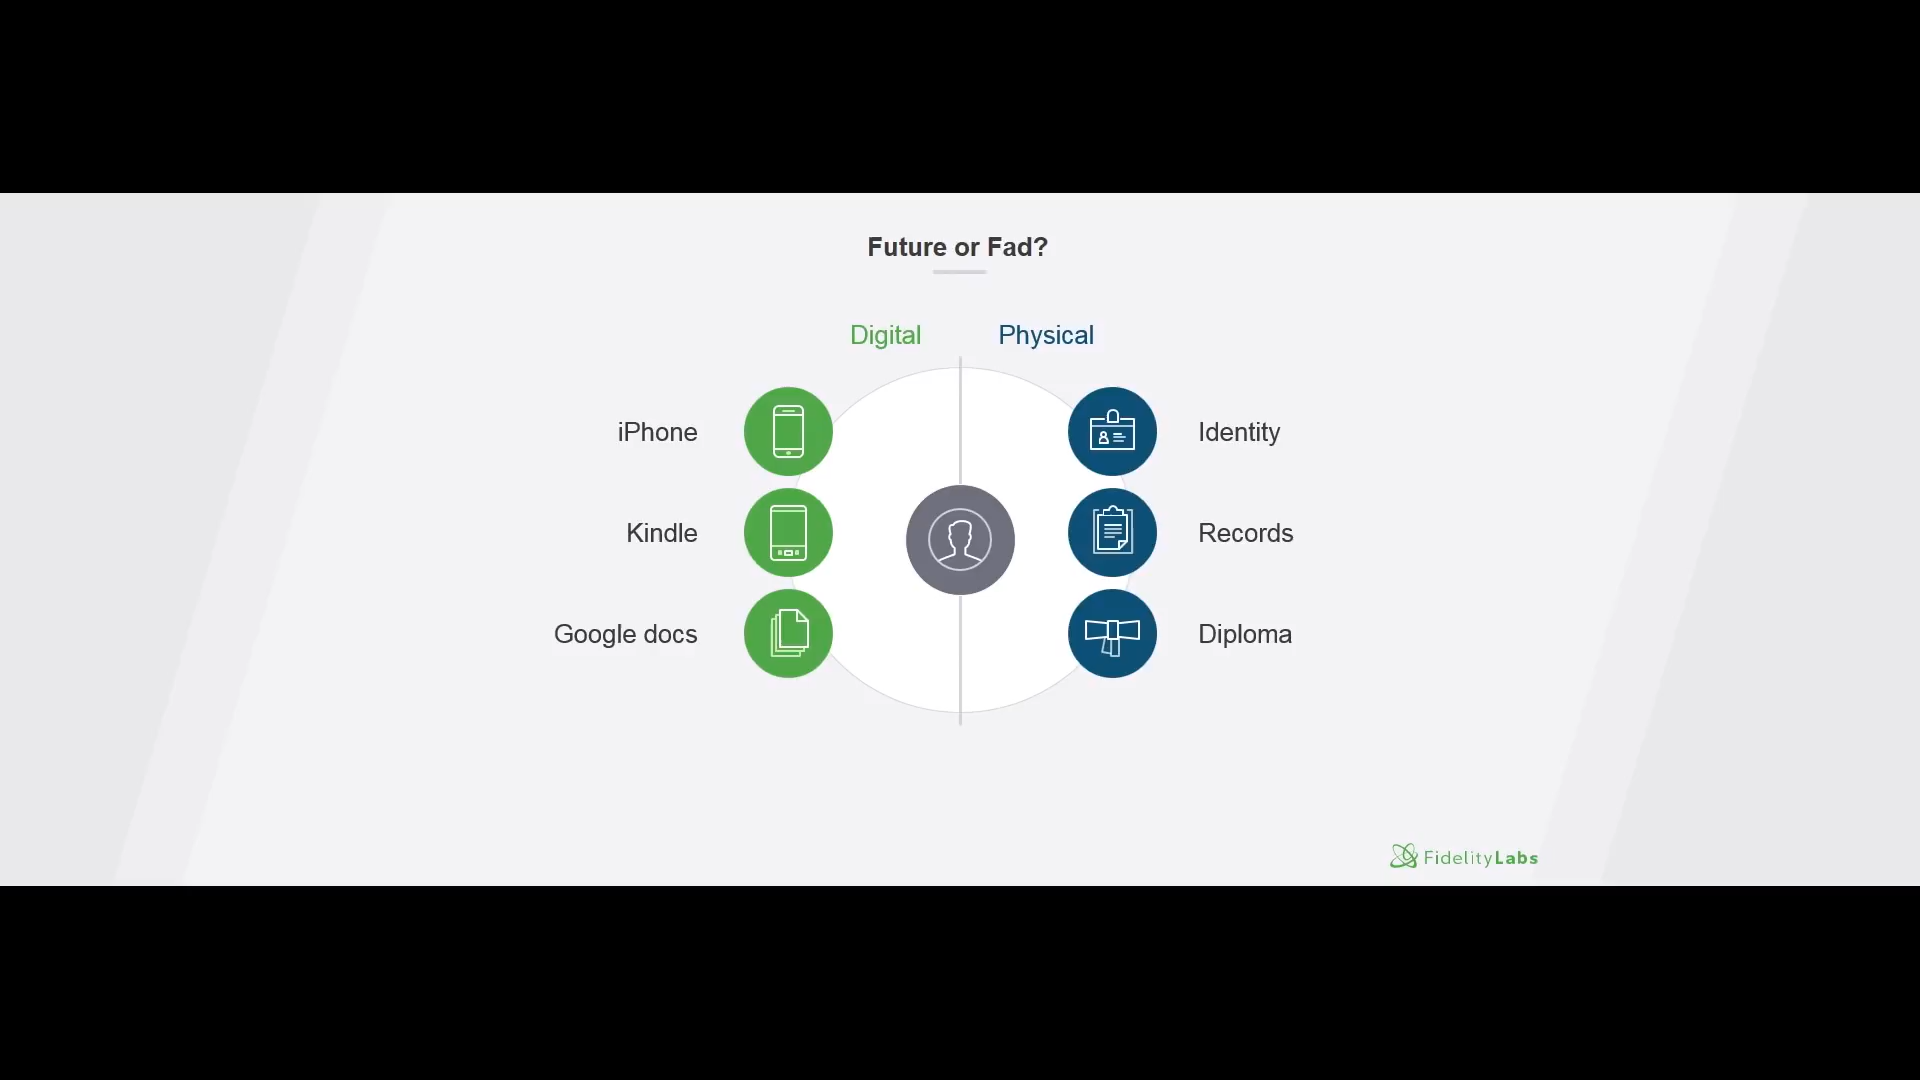 Future or Fad?
Digital
Physical
iPhone
Identity
Kindle
Records
Google docs
Diploma
FidelityLabs